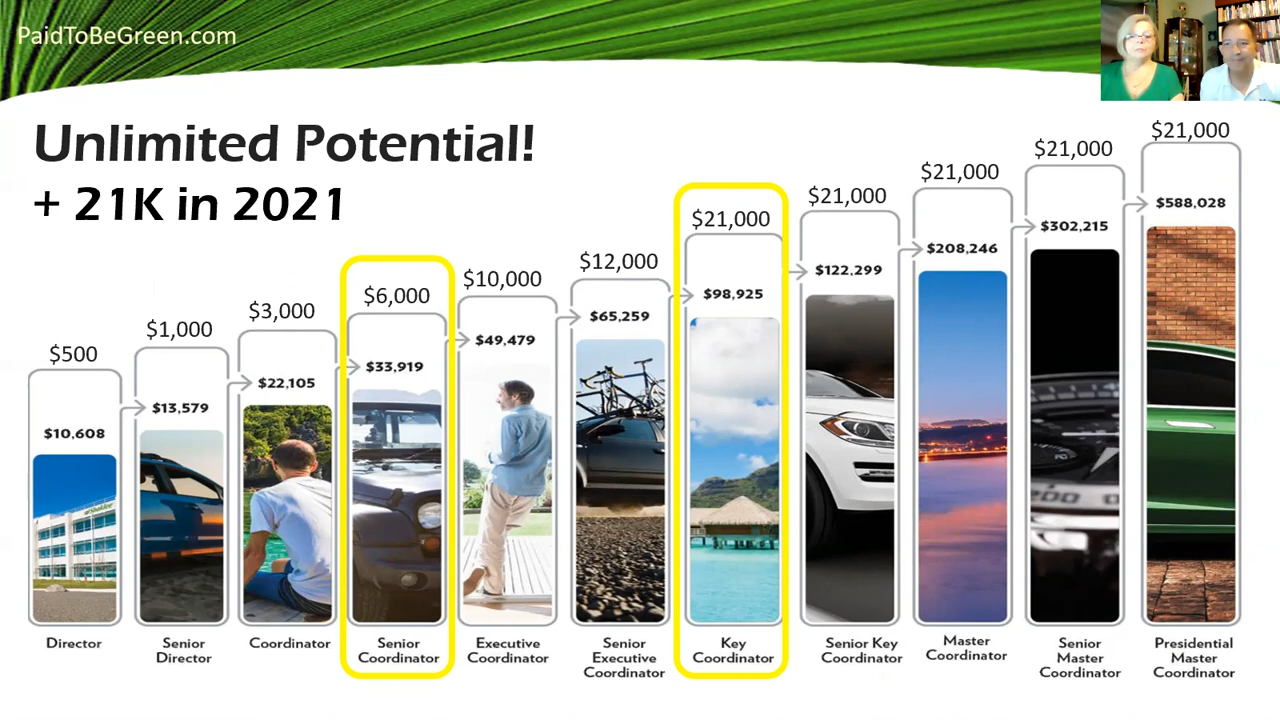 PaidToBeGreen.com
Unlimited Potential!
+ 21K in 2021
$500
$10,608
Director
$1,000
$13,579
Senior
Director
$3,000
$22,105
Coordinator
$6,000
$33,919
Senior
Coordinator
$10,000
$49,479
Executive
Coordinator
$12,000
$65,259
Senior
Executive
Coordinator
$21,000
$98,925
Key
Coordinator
$21,000
$122,299
Senior Key
Coordinator
$21,000
$208,246
Master
Coordinator
$21,000
$302,215
Senior
Master
Coordinator
$21,000
$588,028
Presidential
Master
Coordinator